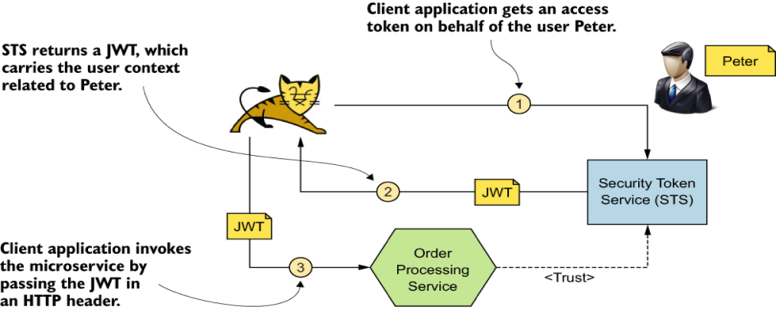 Client application gets an access
token on behalf of the user Peter.
STS returns a JWT, which
carries the user context
related to Peter.
Peter
1
2
JWT
Security Token
Service (STS)
JWT
Client application invokes
the microservice by
passing the JWT in
an HTTP header.
3
Order
Processing
Service
<Trust>